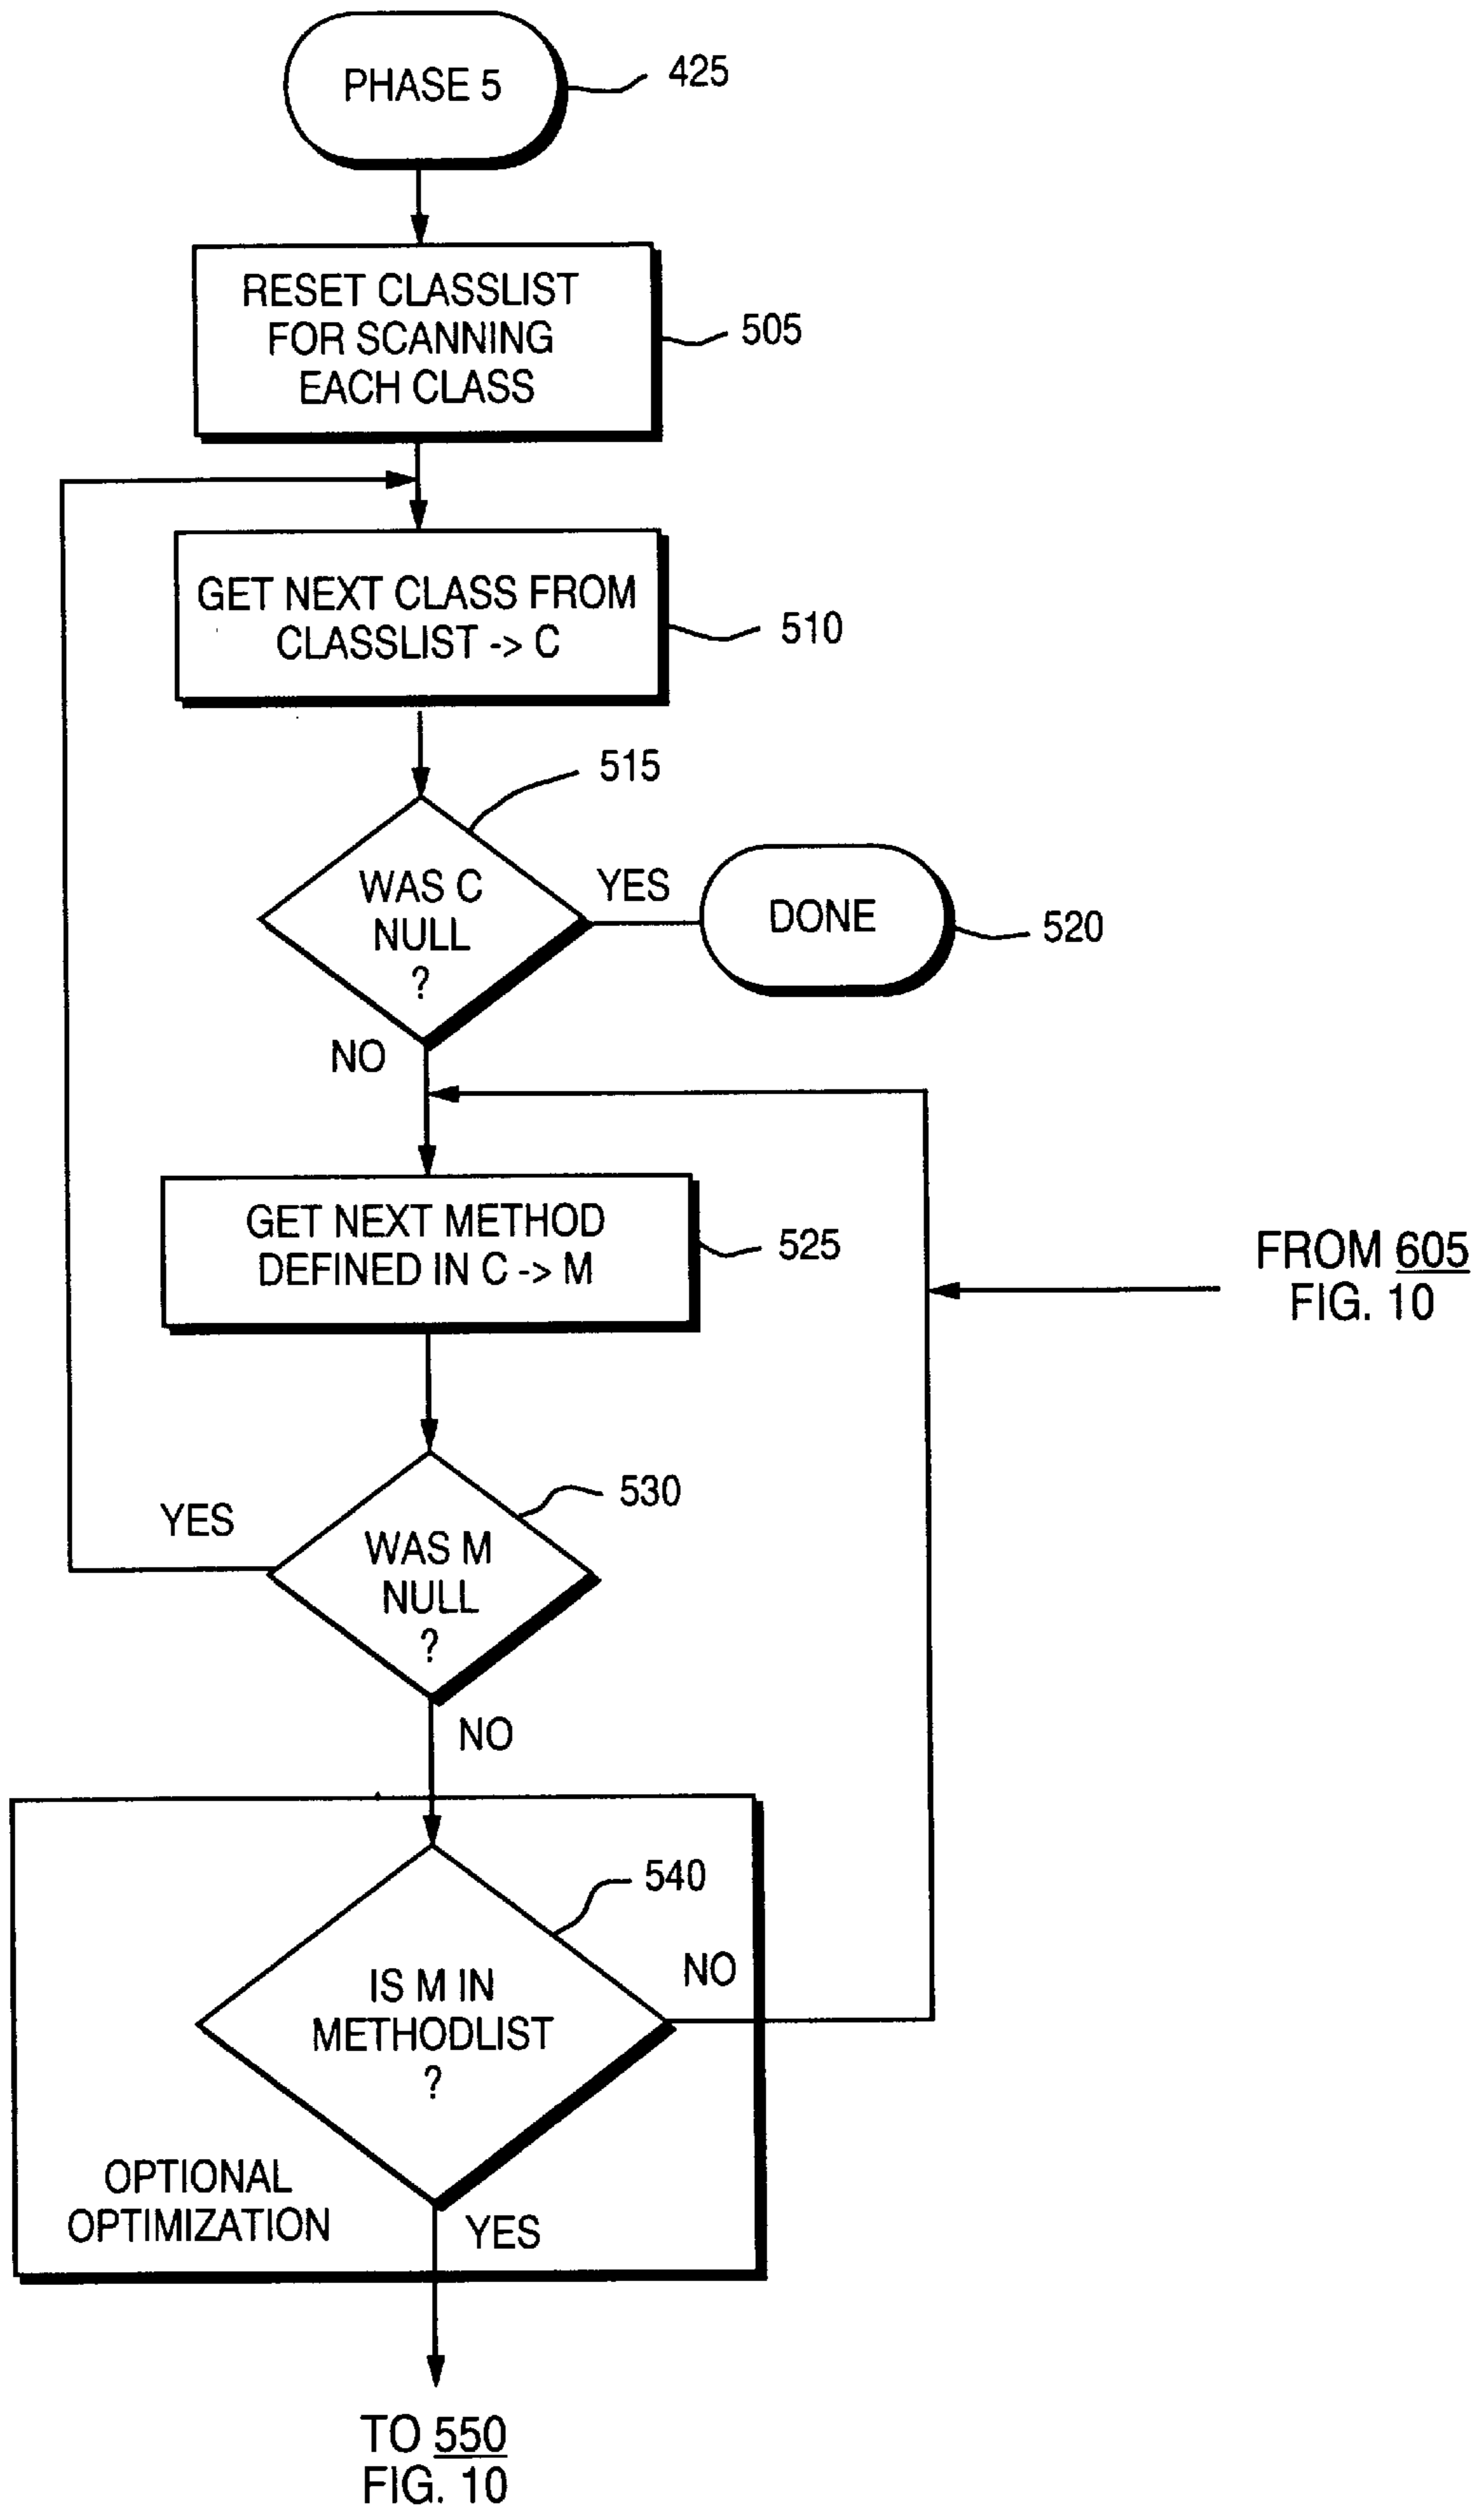 PHASE 5
425
RESET CLASSLIST
FOR SCANNING
EACH CLASS
505
GET NEXT CLASS FROM
CLASSLIST -> C
510
515
WAS C
NULL
?
YES
DONE
520
NO
GET NEXT METHOD
DEFINED IN C -> M
525
FROM 605
FIG. 10
530
YES
WAS M
NULL
?
NO
540
IS M IN
METHODLIST
?
NO
OPTIONAL
OPTIMIZATION
YES
TO 550
FIG. 10